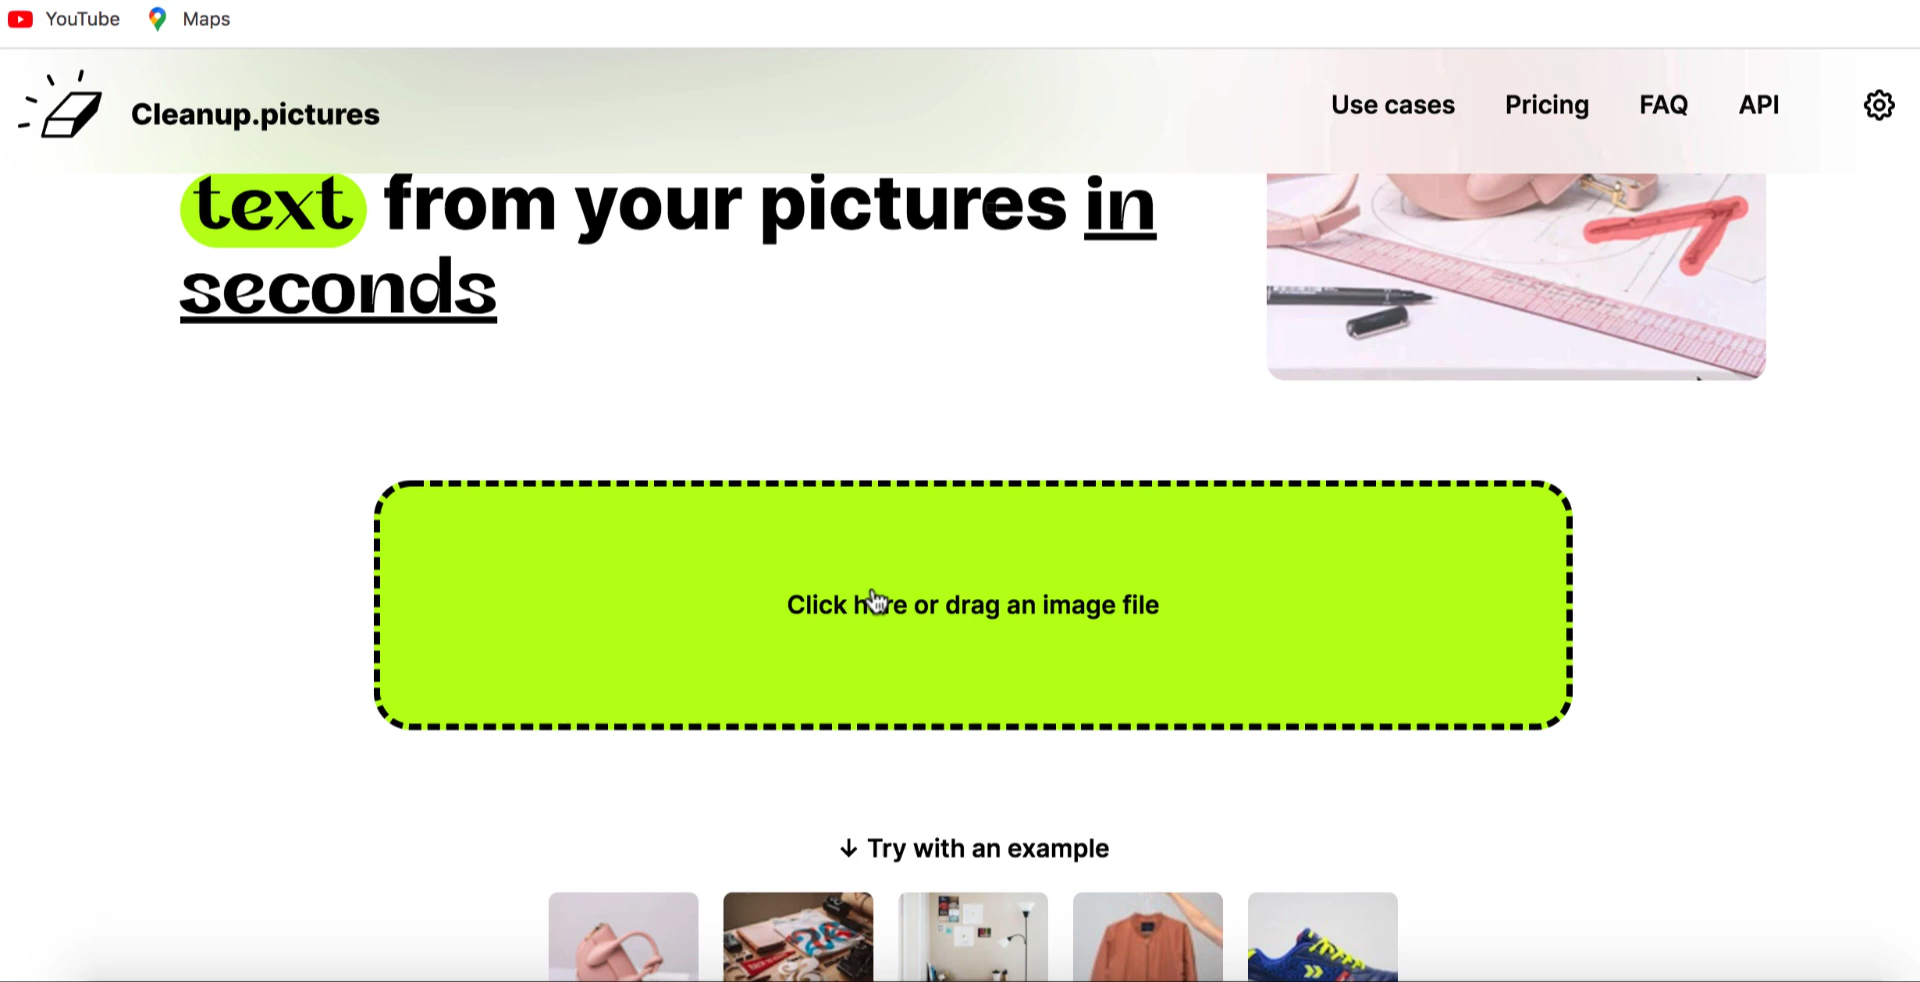 YouTube
Maps
Cleanup.pictures
Use cases
Pricing
FAQ
API
text from your pictures in
seconds
Click here or drag an image file
↓ Try with an example